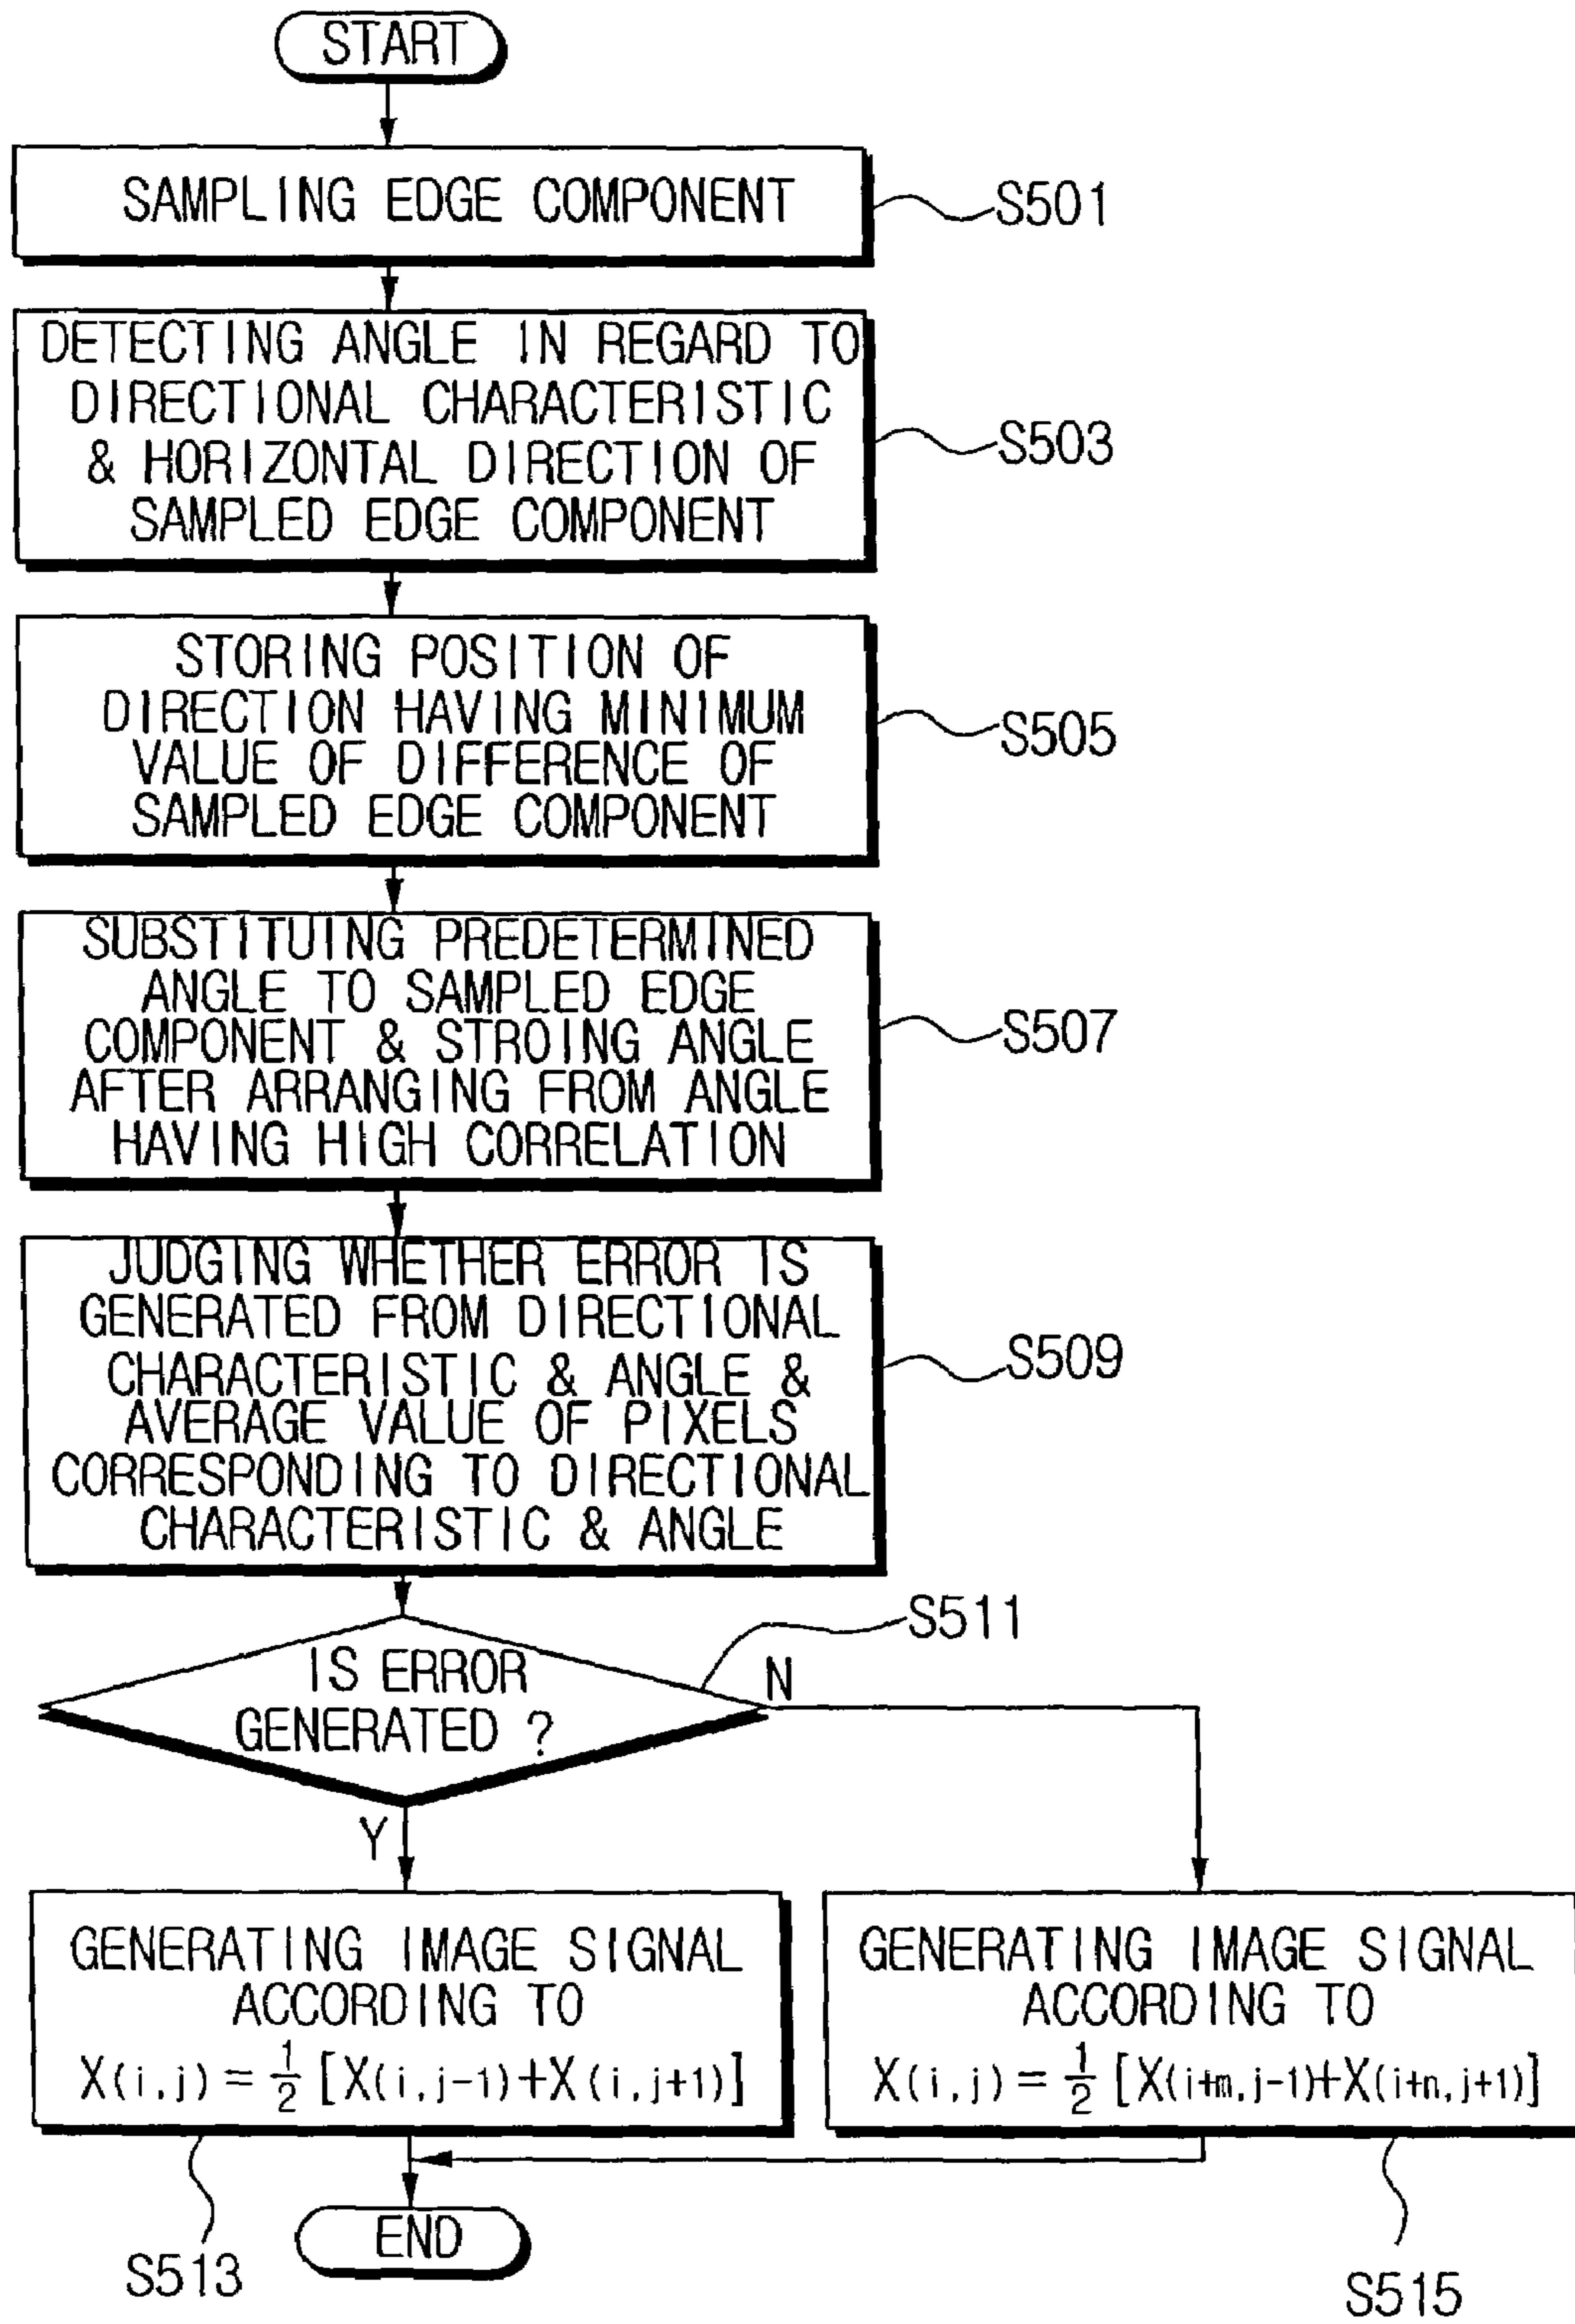 START
SAMPLING EDGE COMPONENT
S501
DETECTING ANGLE IN REGARD TO
DIRECTIONAL CHARACTERISTIC
& HORIZONTAL DIRECTION OF
SAMPLED EDGE COMPONENT
S503
STORING POSITION OF
DIRECTION HAVING MINIMUM
VALUE OF DIFFERENCE OF
SAMPLED EDGE COMPONENT
S505
SUBSTITUING PREDETERMINED
ANGLE TO SAMPLED EDGE
COMPONENT & STROING ANGLE
AFTER ARRANGING FROM ANGLE
HAVING HIGH CORRELATION
S507
JUDGING WHETHER ERROR IS
GENERATED FROM DIRECTIONAL
CHARACTERISTIC & ANGLE &
AVERAGE VALUE OF PIXELS
CORRESPONDING TO DIRECTIONAL
CHARACTERISTIC & ANGLE
S509
IS ERROR
GENERATED ?
S511
N
Y
GENERATING IMAGE SIGNAL
ACCORDING TO
X(i,j) = 1/2 [X(i,j-1)+X(i,j+1)]
S513
GENERATING IMAGE SIGNAL
ACCORDING TO
X(i,j) = 1/2 [X(i+m,j-1)+X(i+n,j+1)]
S515
END